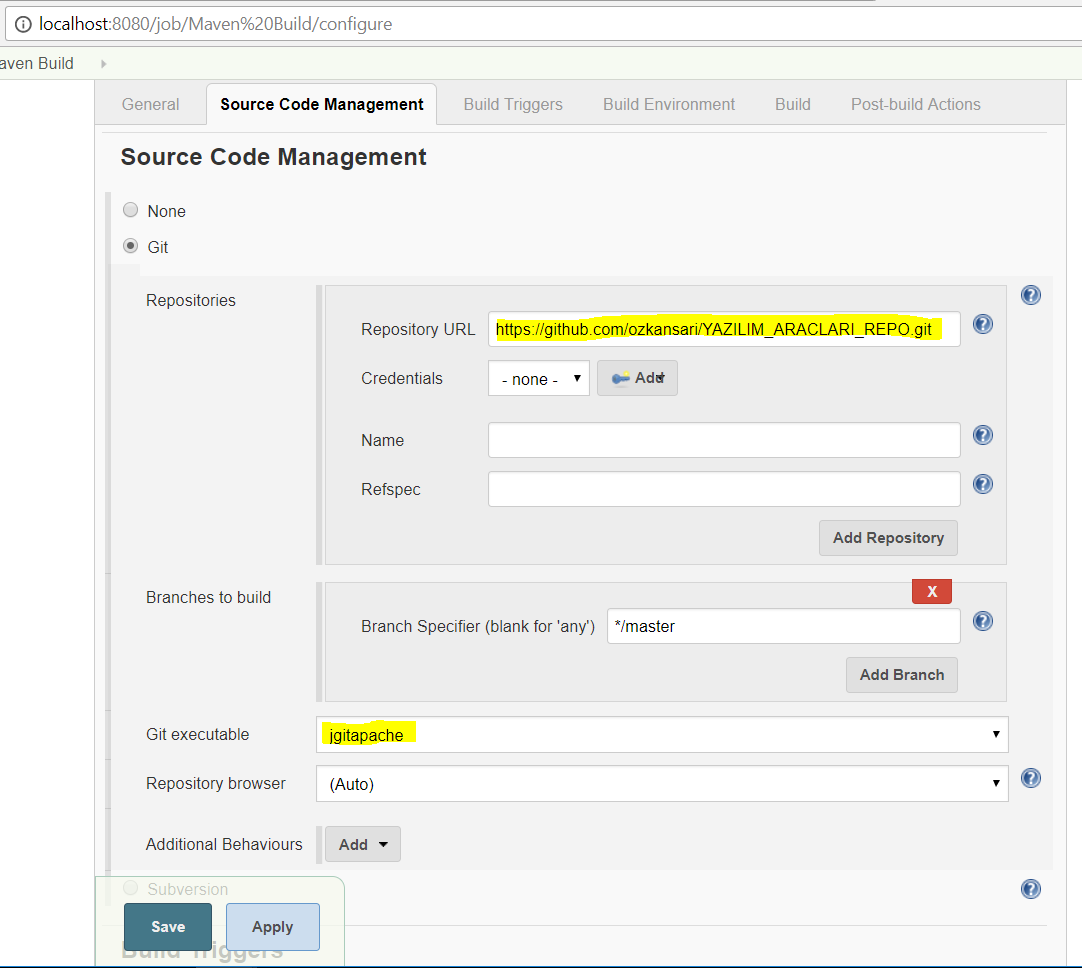 localhost:8080/job/Maven%20Build/configure
aven Build
General Source Code Management Build Triggers Build Environment Build Post-build Actions
Source Code Management
None
Git
Repositories
Repository URL https://github.com/ozkansari/YAZILIM_ARACLARI_REPO.git
Credentials - none - Add
Name
Refspec
Add Repository
Branches to build
X
Branch Specifier (blank for 'any') */master
Add Branch
Git executable jgitapache
Repository browser (Auto)
Additional Behaviours Add
Subversion
Save Apply
Build Triggers